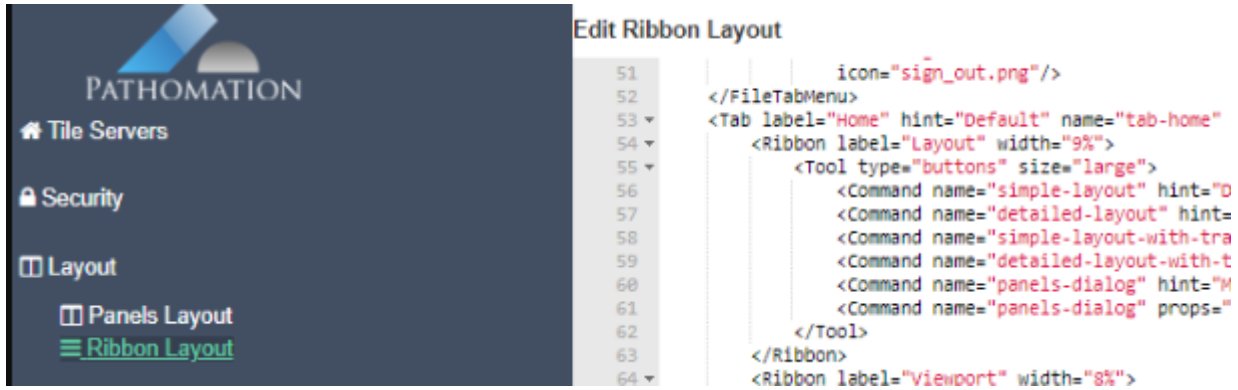 PATHOMATION
Tile Servers
Security
Layout
Panels Layout
Ribbon Layout
Edit Ribbon Layout
51 icon="sign_out.png"/>
52 </FileTabMenu>
53 <Tab label="Home" hint="Default" name="tab-home"
54 <Ribbon label="Layout" width="9%">
55 <Tool type="buttons" size="large">
56 <Command name="simple-layout" hint="D
57 <Command name="detailed-layout" hint=
58 <Command name="simple-layout-with-tra
59 <Command name="detailed-layout-with-t
60 <Command name="panels-dialog" hint="M
61 <Command name="panels-dialog" props="
62 </Tool>
63 </Ribbon>
64 <Ribbon label="Viewport" width="8%">